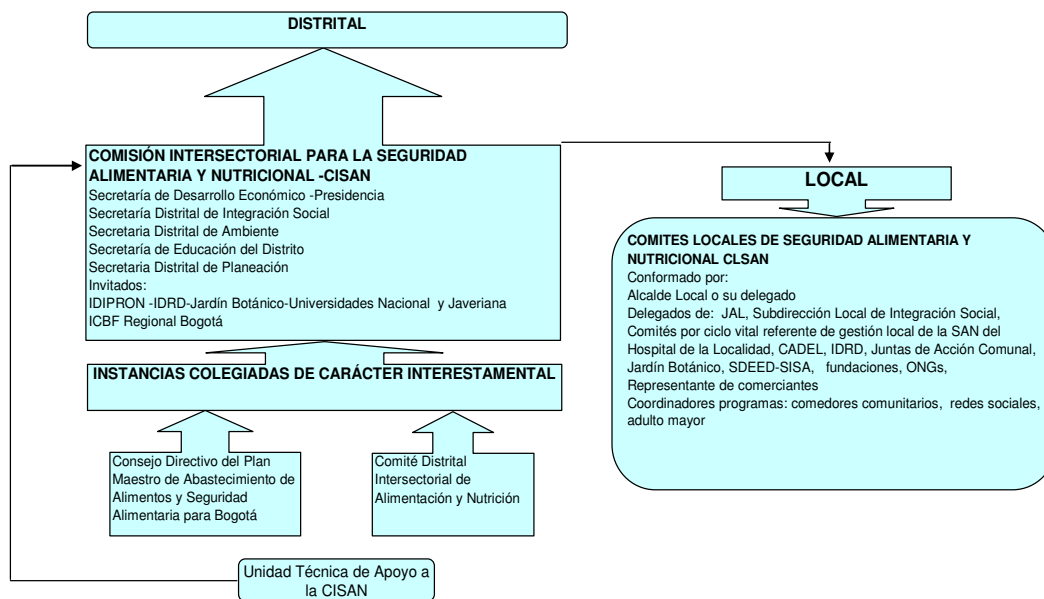 DISTRITAL
COMISIÓN INTERSECTORIAL PARA LA SEGURIDAD
ALIMENTARIA Y NUTRICIONAL -CISAN
Secretaría de Desarrollo Económico -Presidencia
Secretaría Distrital de Integración Social
Secretaria Distrital de Ambiente
Secretaría de Educación del Distrito
Secretaria Distrital de Planeación
Invitados:
IDIPRON -IDRD-Jardín Botánico-Universidades Nacional y Javeriana
ICBF Regional Bogotá
INSTANCIAS COLEGIADAS DE CARÁCTER INTERESTAMENTAL
Consejo Directivo del Plan
Maestro de Abastecimiento de
Alimentos y Seguridad
Alimentaria para Bogotá
Comité Distrital
Intersectorial de
Alimentación y Nutrición
Unidad Técnica de Apoyo a
la CISAN
LOCAL
COMITES LOCALES DE SEGURIDAD ALIMENTARIA Y
NUTRICIONAL CLSAN
Conformado por:
Alcalde Local o su delegado
Delegados de: JAL, Subdirección Local de Integración Social,
Comités por ciclo vital referente de gestión local de la SAN del
Hospital de la Localidad, CADEL, IDRD, Juntas de Acción Comunal,
Jardín Botánico, SDEED-SISA, fundaciones, ONGs,
Representante de comerciantes
Coordinadores programas: comedores comunitarios, redes sociales,
adulto mayor